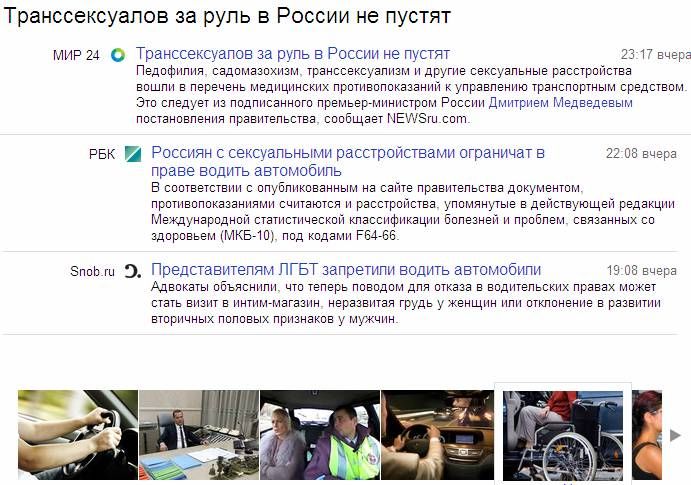 Транссексуалов за руль в России не пустят
МИР 24 Транссексуалов за руль в России не пустят 23:17 вчера
Педофилия, садомазохизм, транссексуализм и другие сексуальные расстройства
вошли в перечень медицинских противопоказаний к управлению транспортным средством.
Это следует из подписанного премьер-министром России Дмитрием Медведевым
постановления правительства, сообщает NEWSru.com.
РБК Россиян с сексуальными расстройствами ограничат в 22:08 вчера
праве водить автомобиль
В соответствии с опубликованным на сайте правительства документом,
противопоказаниями считаются и расстройства, упомянутые в действующей редакции
Международной статистической классификации болезней и проблем, связанных со
здоровьем (МКБ-10), под кодами F64-66.
Snob.ru Представителям ЛГБТ запретили водить автомобили 19:08 вчера
Адвокаты объяснили, что теперь поводом для отказа в водительских правах может
стать визит в интим-магазин, неразвитая грудь у женщин или отклонение в развитии
вторичных половых признаков у мужчин.